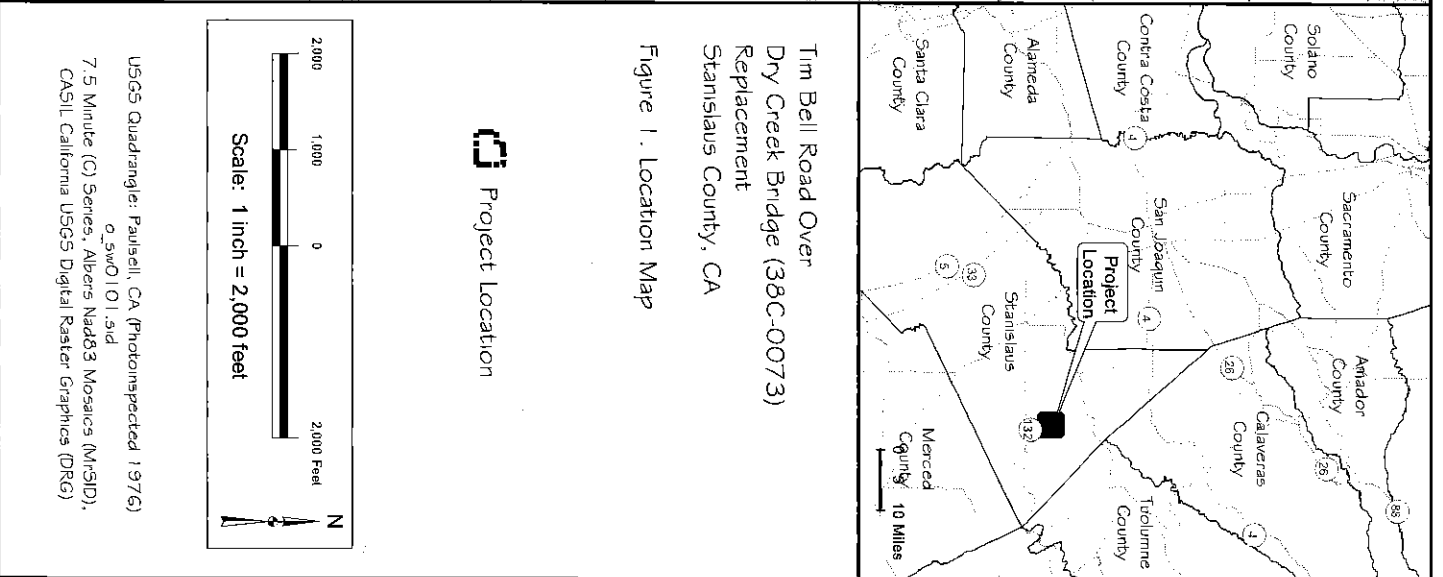 Solano
County
Sacramento
County
Amador
County
88
Contra Costa
County
4
San Joaquin
County
4
26
26
Calaveras
County
4
Alameda
County
Project
Location
Tuolumne
County
Santa Clara
County
33
5
Stanislaus
County
132
Merced
County
10 Miles
Tim Bell Road Over
Dry Creek Bridge (38C-0073)
Replacement
Stanislaus County, CA
Figure 1. Location Map
Project Location
2,000 1,000 0 2,000 Feet
Scale: 1 inch = 2,000 feet
N
USGS Quadrangle: Paulsell, CA (Photoinspected 1976)
o_sw0101.sid
7.5 Minute (C) Series, Albers Nad83 Mosaics (MrSID),
CASIL California USGS Digital Raster Graphics (DRG)